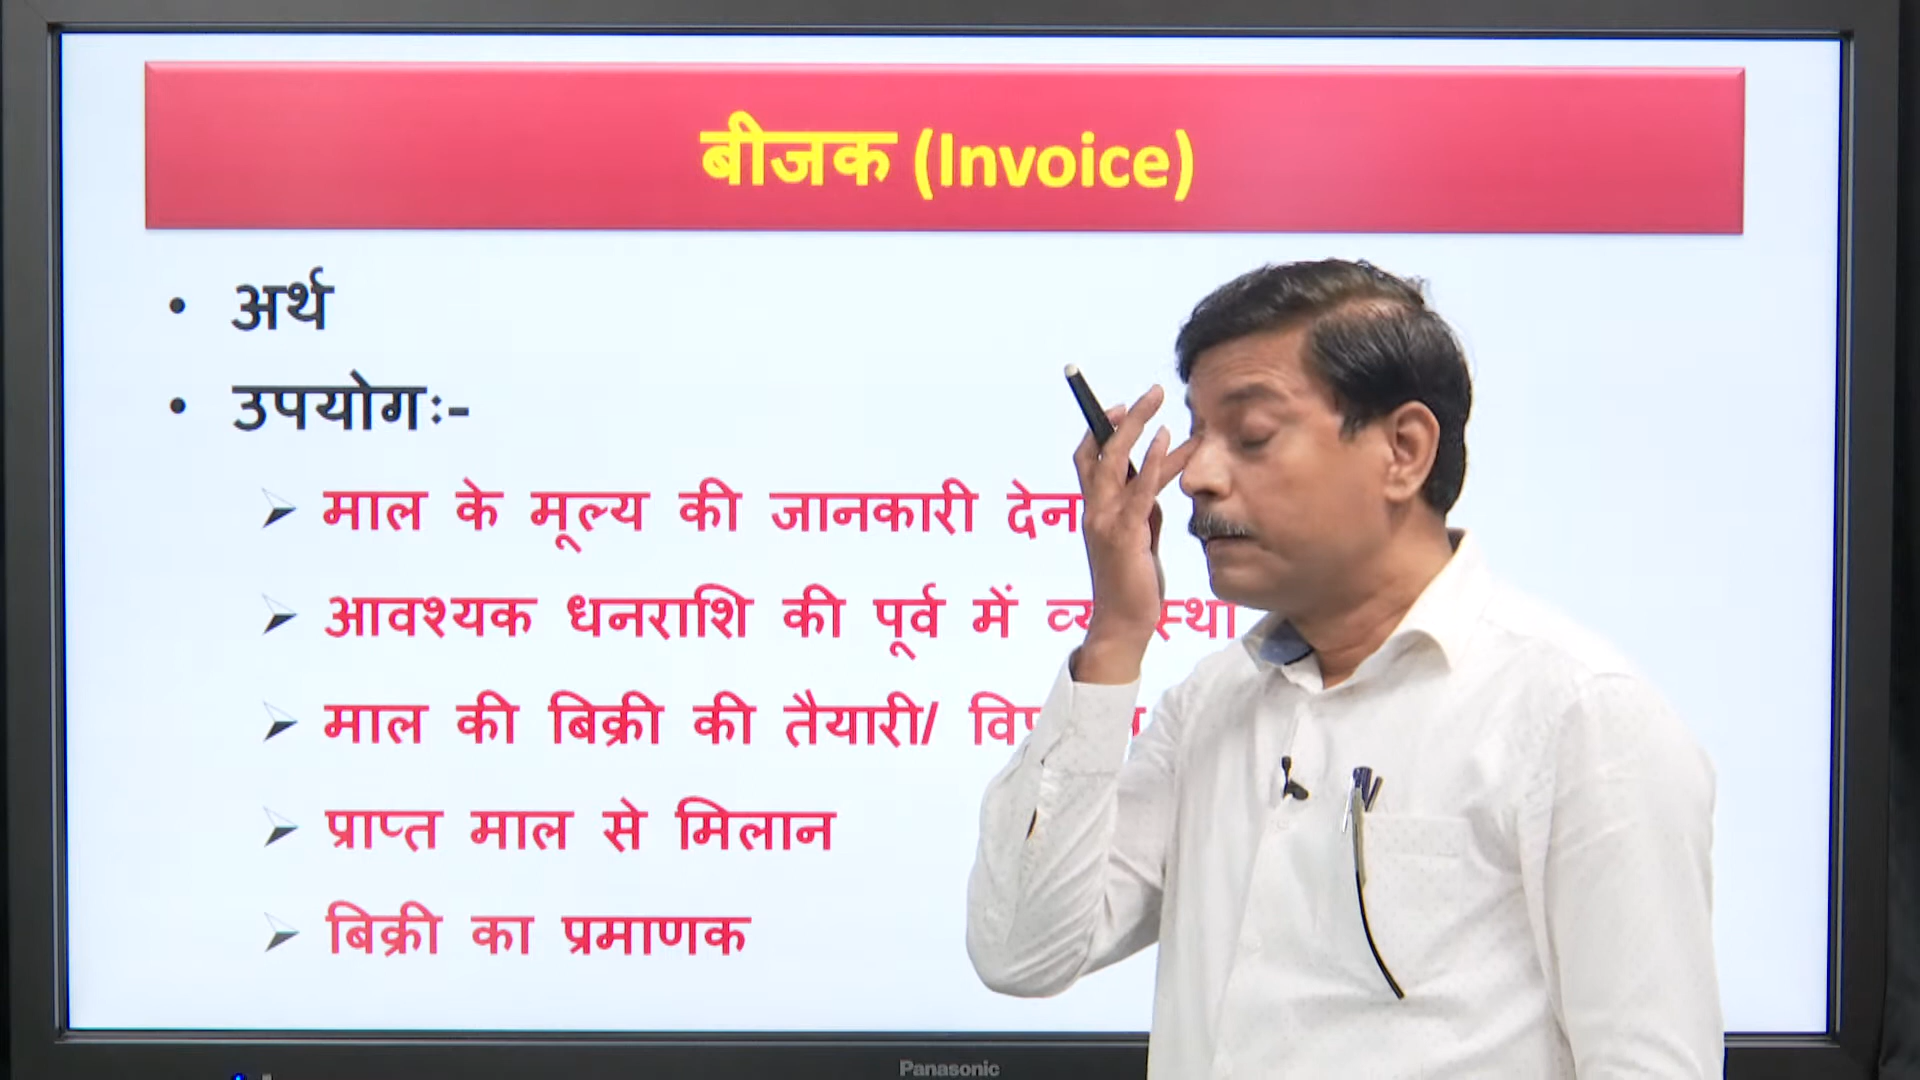 बीजक (Invoice)
• अर्थ
• उपयोगः-
➢ माल के मूल्य की जानकारी
➢ आवश्यक धनराशि की पूर्व में
➢ माल की बिक्री की तैयारी/
➢ प्राप्त माल से मिलान
➢ बिक्री का प्रमाणक
Panasonic